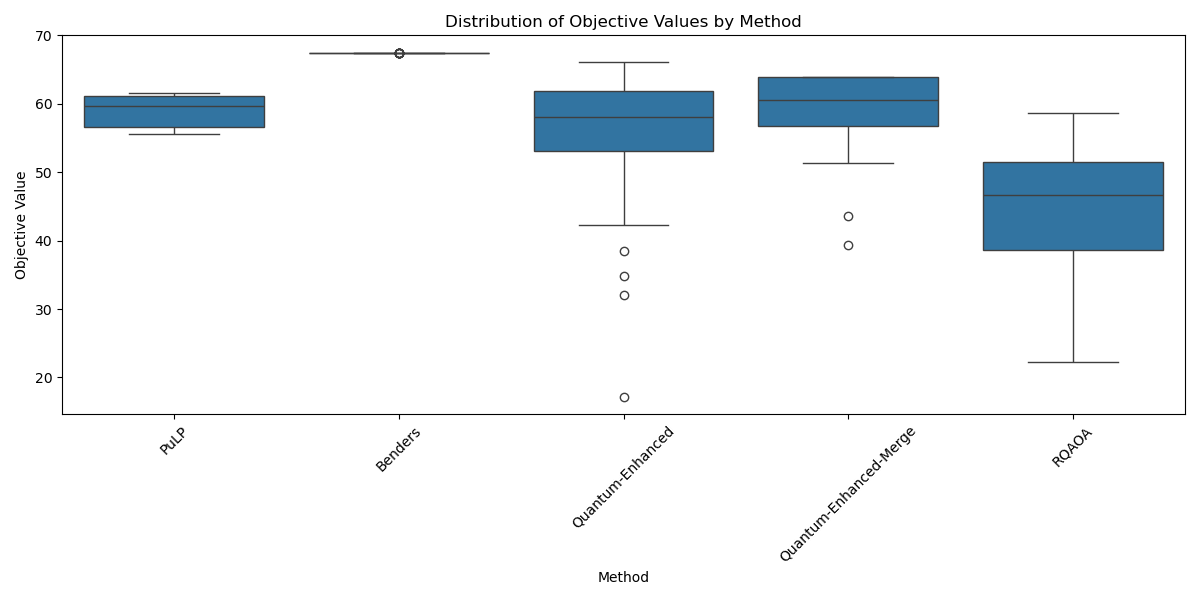 Distribution of Objective Values by Method
Objective Value
70
60
50
40
30
20
PuLP
Benders
Quantum-Enhanced
Quantum-Enhanced-Merge
RQAOA
Method